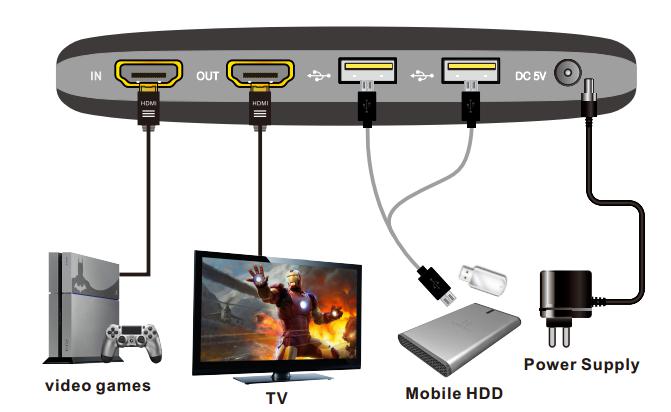 IN
OUT
DC 5V
HDMI
HDMI
video games
TV
Mobile HDD
Power Supply